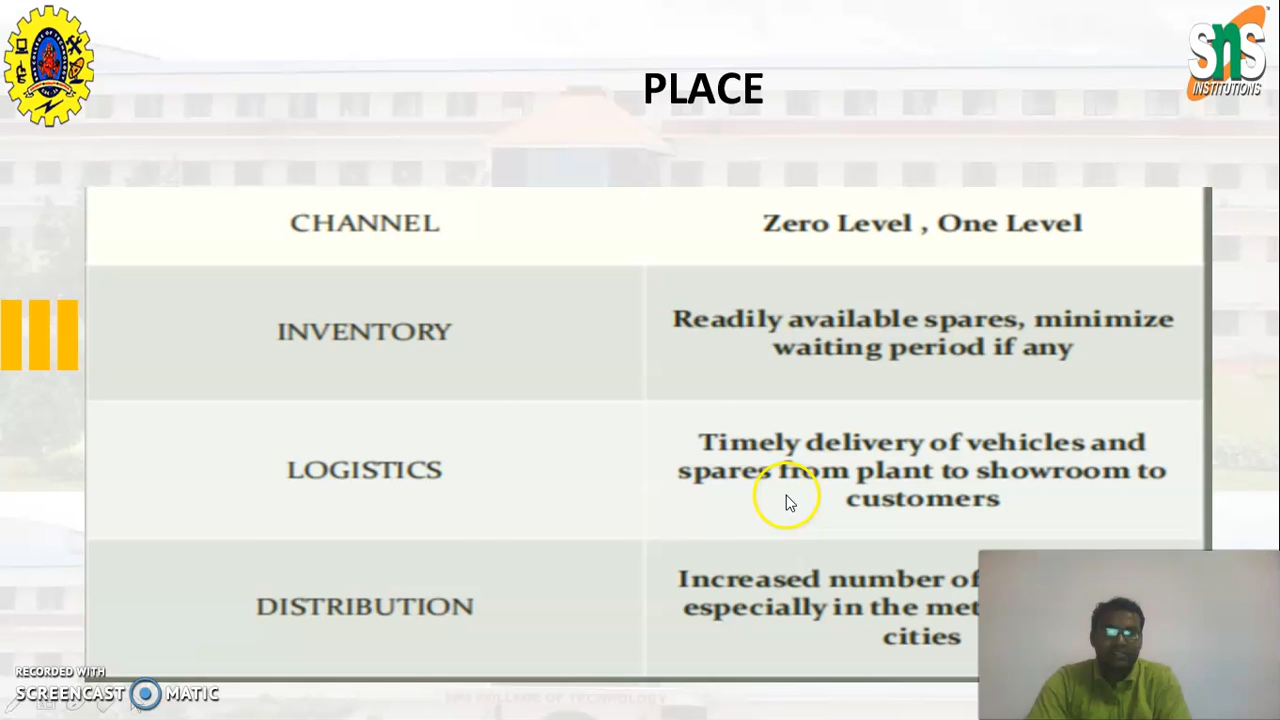 SnS
INSTITUTIONS
PLACE
CHANNEL
Zero Level , One Level
INVENTORY
Readily available spares, minimize
waiting period if any
LOGISTICS
Timely delivery of vehicles and
spares from plant to showroom to
customers
DISTRIBUTION
Increased number of
especially in the
cities
RECORDED WITH
SCREENCAST MATIC